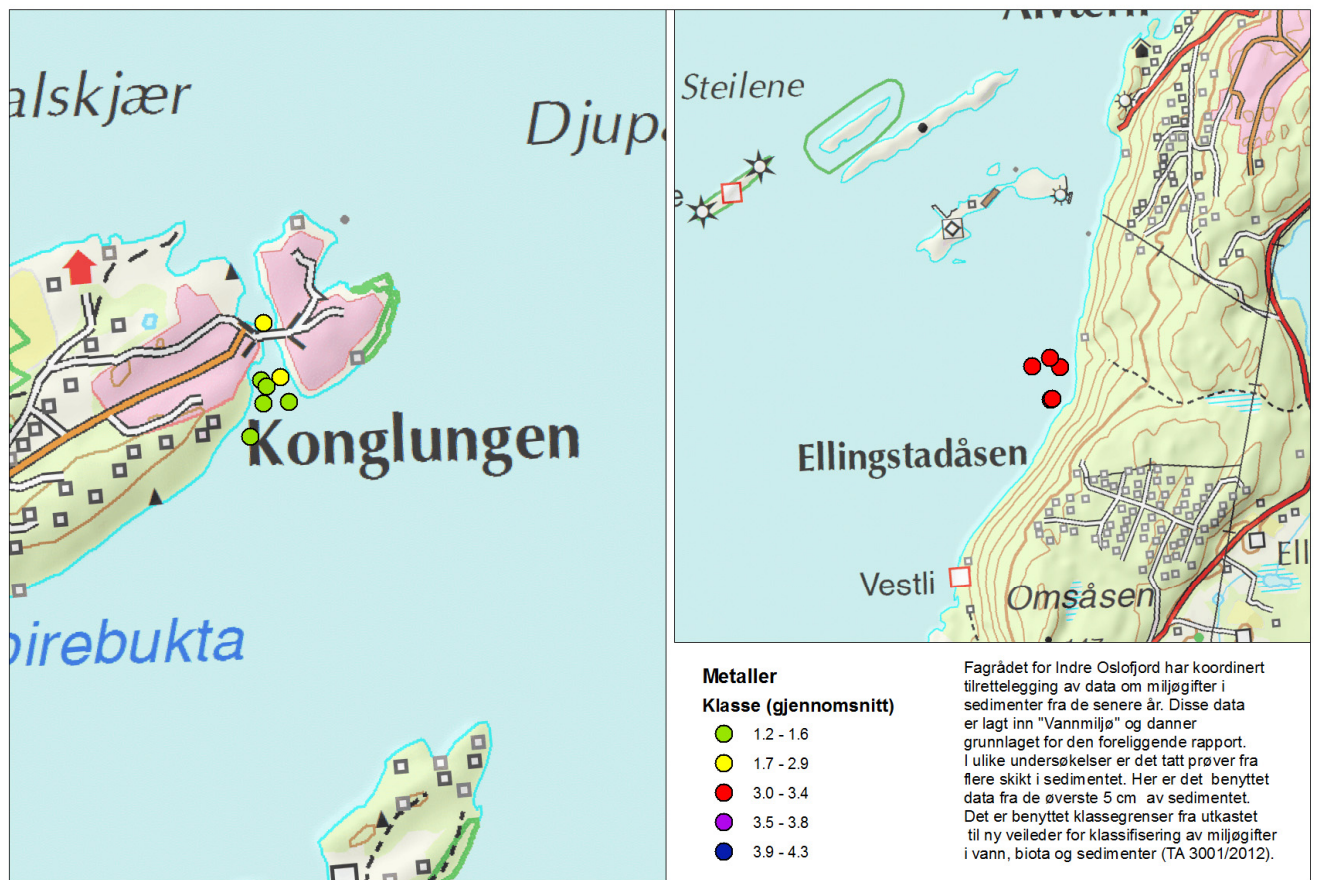 alskjær
Djupa
Konglungen
pirebukta
Alværn
Steilene
e
Ellingstadåsen
Vestli
Omsåsen
Ell
147
Metaller
Klasse (gjennomsnitt)
1.2 - 1.6
1.7 - 2.9
3.0 - 3.4
3.5 - 3.8
3.9 - 4.3
Fagrådet for Indre Oslofjord har koordinert
tilrettelegging av data om miljøgifter i
sedimenter fra de senere år. Disse data
er lagt inn "Vannmiljø" og danner
grunnlaget for den foreliggende rapport.
I ulike undersøkelser er det tatt prøver fra
flere skikt i sedimentet. Her er det benyttet
data fra de øverste 5 cm av sedimentet.
Det er benyttet klassegrenser fra utkastet
til ny veileder for klassifisering av miljøgifter
i vann, biota og sedimenter (TA 3001/2012).